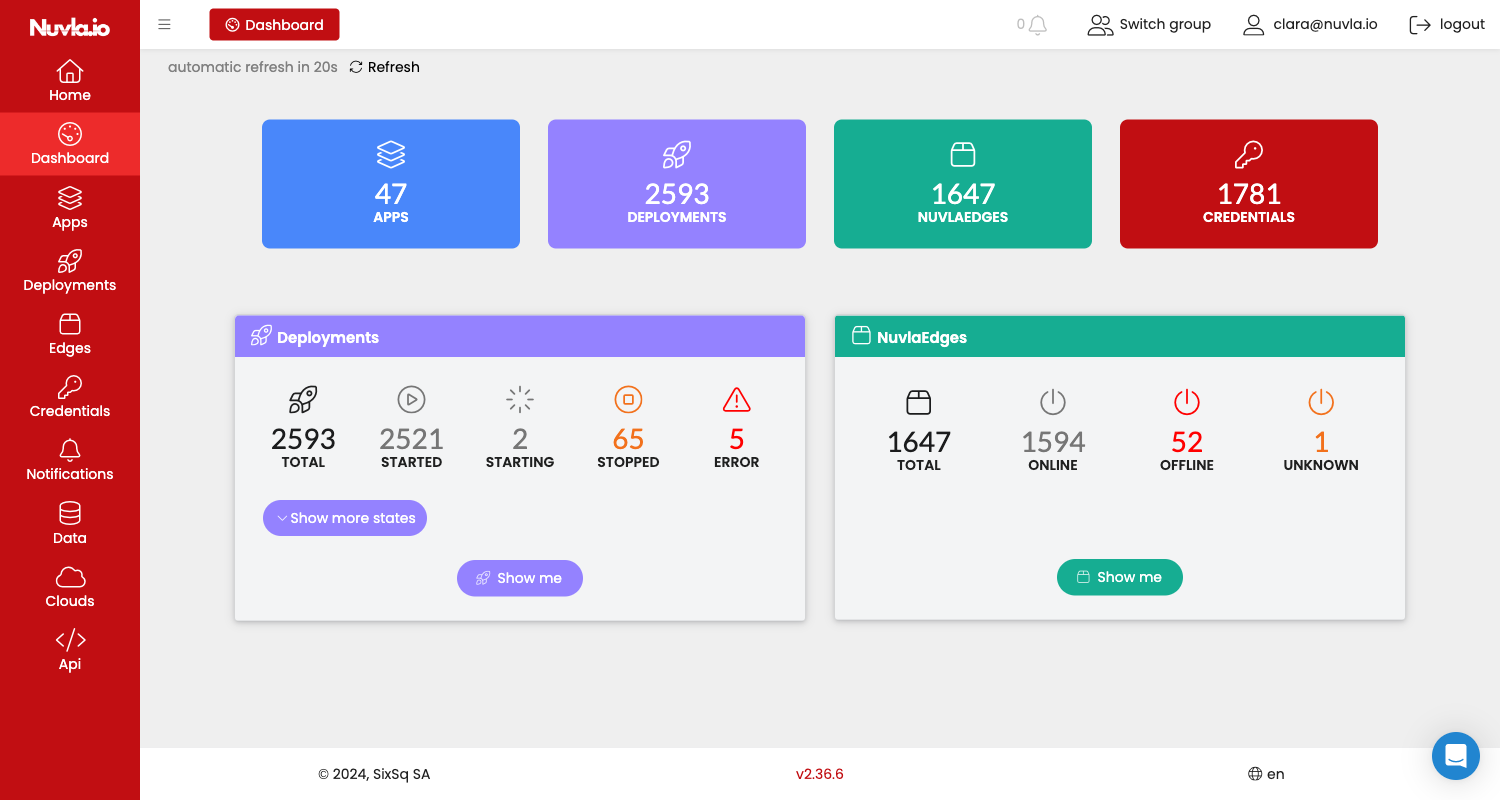 Nuvla.io
Dashboard
0
Switch group
clara@nuvla.io
logout
automatic refresh in 20s
Refresh
Home
Dashboard
Apps
Deployments
Edges
Credentials
Notifications
Data
Clouds
Api
47
APPS
2593
DEPLOYMENTS
1647
NUVLAEDGES
1781
CREDENTIALS
Deployments
2593
TOTAL
2521
STARTED
2
STARTING
65
STOPPED
5
ERROR
Show more states
Show me
NuvlaEdges
1647
TOTAL
1594
ONLINE
52
OFFLINE
1
UNKNOWN
Show me
© 2024, SixSq SA
v2.36.6
en